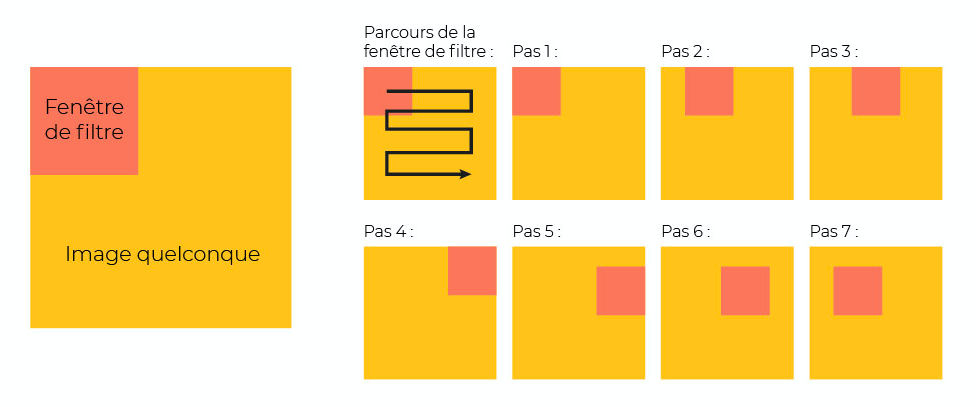 Fenêtre
de filtre
Image quelconque
Parcours de la
fenêtre de filtre :
Pas 1 :
Pas 2 :
Pas 3 :
Pas 4 :
Pas 5 :
Pas 6 :
Pas 7 :